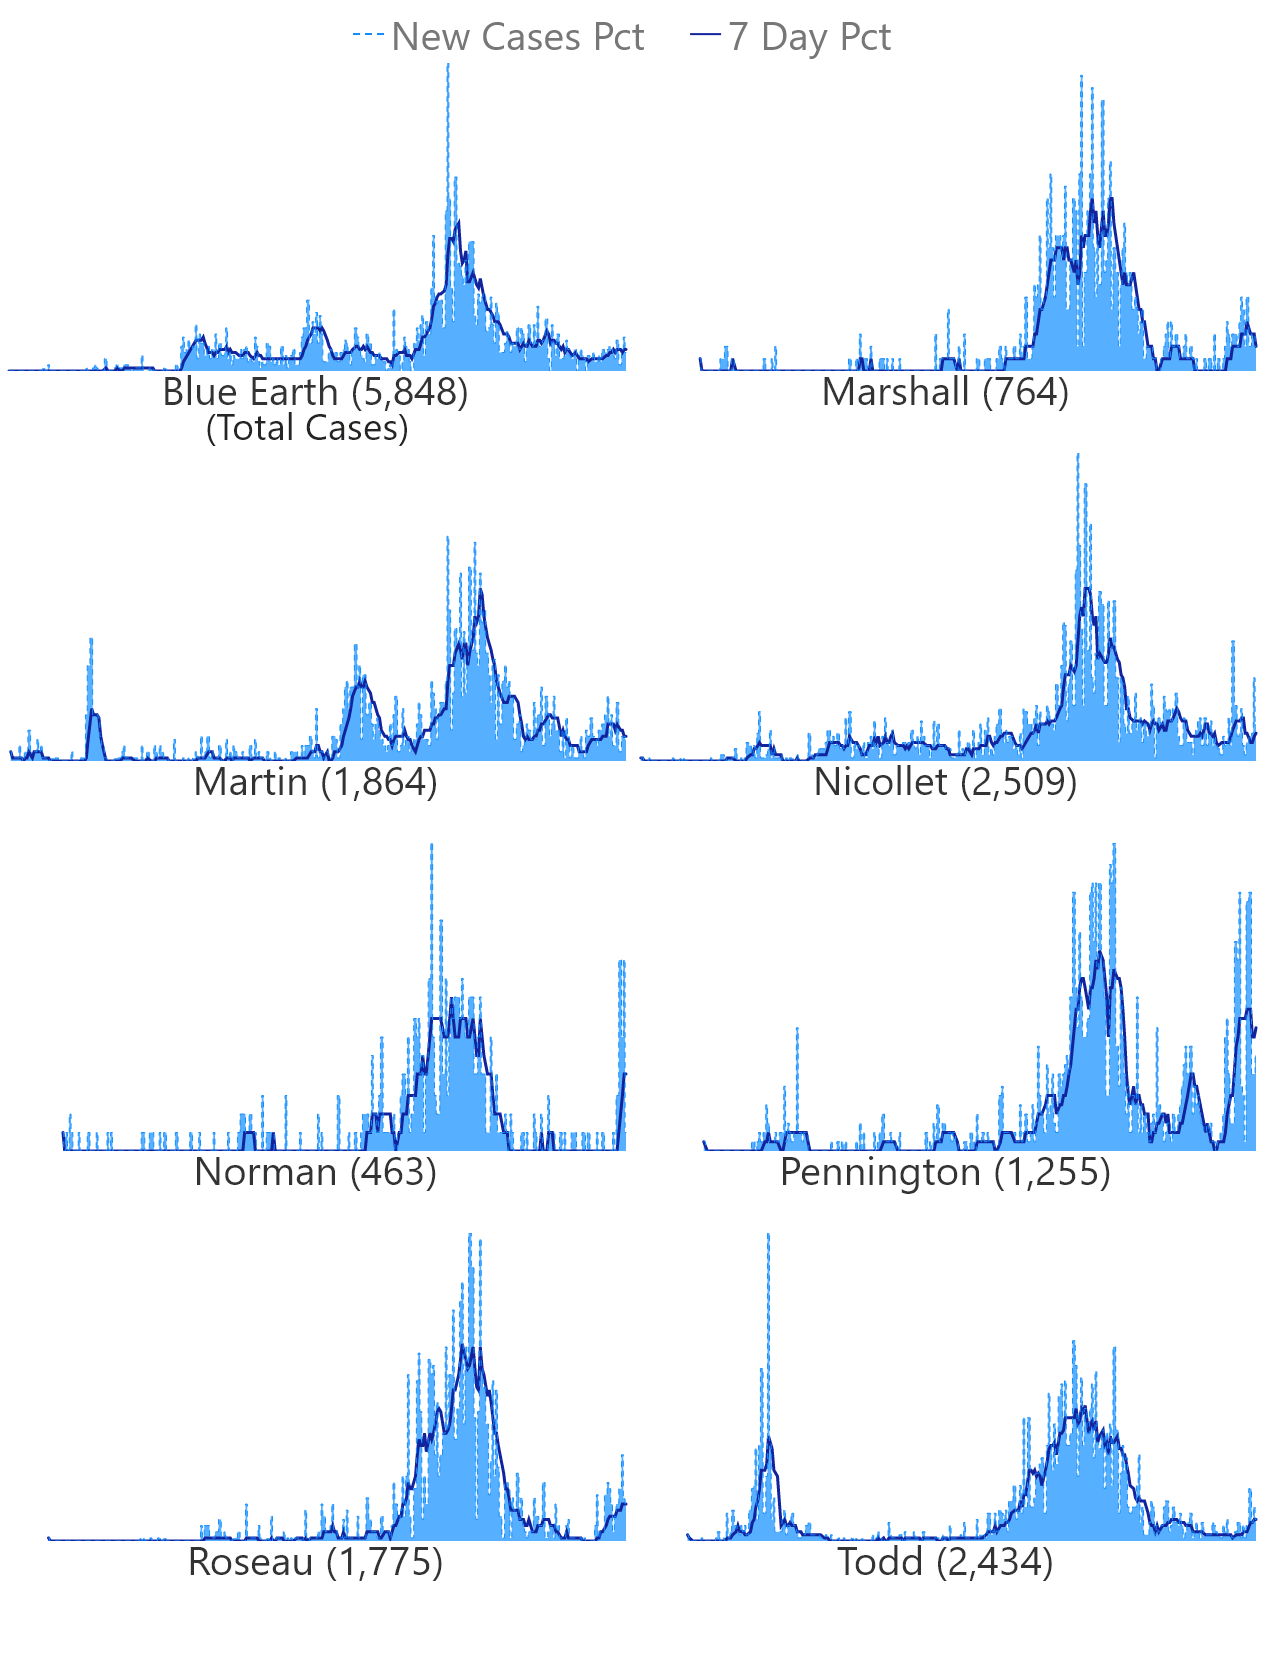 New Cases Pct 7 Day Pct
Blue Earth (5,848) Marshall (764)
(Total Cases)
Martin (1,864) Nicollet (2,509)
Norman (463) Pennington (1,255)
Roseau (1,775) Todd (2,434)